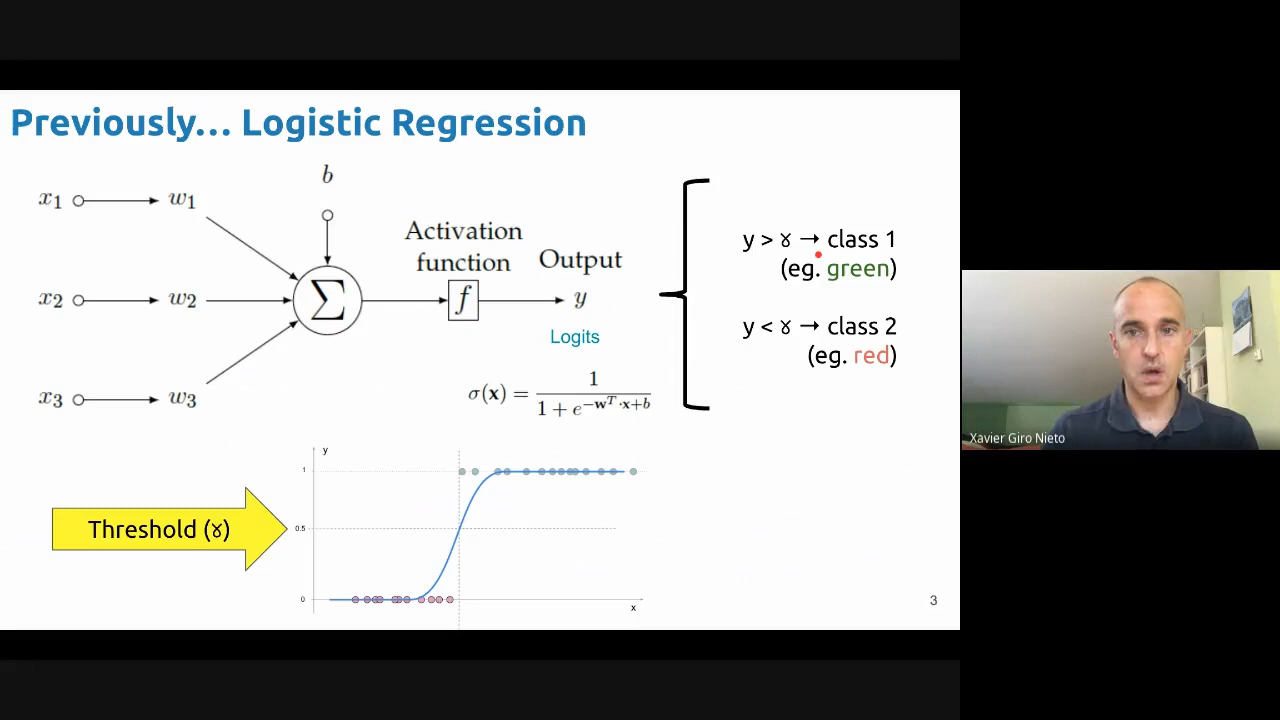 Previously... Logistic Regression
b
x1 w1
x2 w2
x3 w3
Σ
Activation
function
f
Output
y
Logits
σ(x) = 1 / (1 + e^(−w^T·x+b))
y > ɤ → class 1
(eg. green)
y < ɤ → class 2
(eg. red)
Threshold (ɤ)
y
1
0.5
0
x
3
Xavier Giro Nieto